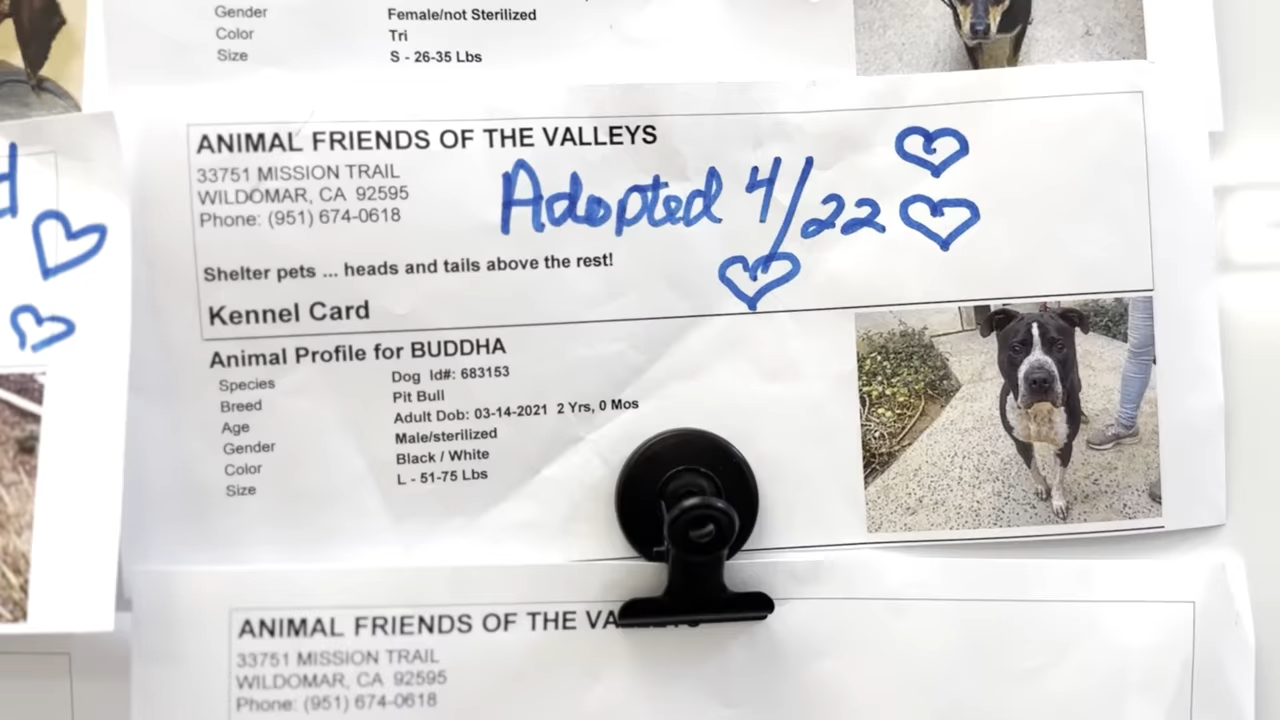 Gender Female/not Sterilized
Color Tri
Size S - 26-35 Lbs
ANIMAL FRIENDS OF THE VALLEYS
33751 MISSION TRAIL
WILDOMAR, CA 92595
Phone: (951) 674-0618
Adopted 4/22
Shelter pets ... heads and tails above the rest!
Kennel Card
Animal Profile for BUDDHA
Species Dog Id#: 683153
Breed Pit Bull
Age Adult Dob: 03-14-2021 2 Yrs, 0 Mos
Gender Male/sterilized
Color Black / White
Size L - 51-75 Lbs
ANIMAL FRIENDS OF THE
33751 MISSION TRAIL
WILDOMAR, CA 92595
Phone: (951) 674-0618